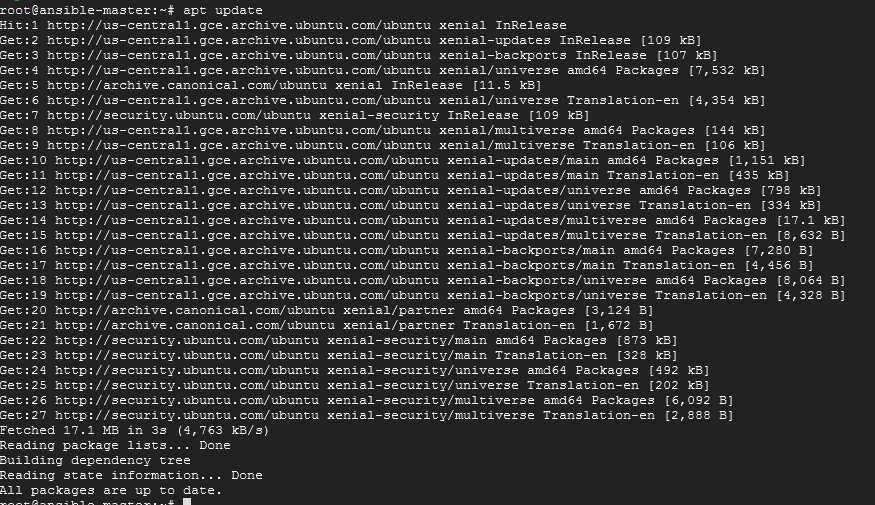 root@ansible-master:~# apt update
Hit:1 http://us-central1.gce.archive.ubuntu.com/ubuntu xenial InRelease
Get:2 http://us-central1.gce.archive.ubuntu.com/ubuntu xenial-updates InRelease [109 kB]
Get:3 http://us-central1.gce.archive.ubuntu.com/ubuntu xenial-backports InRelease [107 kB]
Get:4 http://us-central1.gce.archive.ubuntu.com/ubuntu xenial/universe amd64 Packages [7,532 kB]
Get:5 http://archive.canonical.com/ubuntu xenial InRelease [11.5 kB]
Get:6 http://us-central1.gce.archive.ubuntu.com/ubuntu xenial/universe Translation-en [4,354 kB]
Get:7 http://security.ubuntu.com/ubuntu xenial-security InRelease [109 kB]
Get:8 http://us-central1.gce.archive.ubuntu.com/ubuntu xenial/multiverse amd64 Packages [144 kB]
Get:9 http://us-central1.gce.archive.ubuntu.com/ubuntu xenial/multiverse Translation-en [106 kB]
Get:10 http://us-central1.gce.archive.ubuntu.com/ubuntu xenial-updates/main amd64 Packages [1,151 kB]
Get:11 http://us-central1.gce.archive.ubuntu.com/ubuntu xenial-updates/main Translation-en [435 kB]
Get:12 http://us-central1.gce.archive.ubuntu.com/ubuntu xenial-updates/universe amd64 Packages [798 kB]
Get:13 http://us-central1.gce.archive.ubuntu.com/ubuntu xenial-updates/universe Translation-en [334 kB]
Get:14 http://us-central1.gce.archive.ubuntu.com/ubuntu xenial-updates/multiverse amd64 Packages [17.1 kB]
Get:15 http://us-central1.gce.archive.ubuntu.com/ubuntu xenial-updates/multiverse Translation-en [8,632 B]
Get:16 http://us-central1.gce.archive.ubuntu.com/ubuntu xenial-backports/main amd64 Packages [7,280 B]
Get:17 http://us-central1.gce.archive.ubuntu.com/ubuntu xenial-backports/main Translation-en [4,456 B]
Get:18 http://us-central1.gce.archive.ubuntu.com/ubuntu xenial-backports/universe amd64 Packages [8,064 B]
Get:19 http://us-central1.gce.archive.ubuntu.com/ubuntu xenial-backports/universe Translation-en [4,328 B]
Get:20 http://archive.canonical.com/ubuntu xenial/partner amd64 Packages [3,124 B]
Get:21 http://archive.canonical.com/ubuntu xenial/partner Translation-en [1,672 B]
Get:22 http://security.ubuntu.com/ubuntu xenial-security/main amd64 Packages [873 kB]
Get:23 http://security.ubuntu.com/ubuntu xenial-security/main Translation-en [328 kB]
Get:24 http://security.ubuntu.com/ubuntu xenial-security/universe amd64 Packages [492 kB]
Get:25 http://security.ubuntu.com/ubuntu xenial-security/universe Translation-en [202 kB]
Get:26 http://security.ubuntu.com/ubuntu xenial-security/multiverse amd64 Packages [6,092 B]
Get:27 http://security.ubuntu.com/ubuntu xenial-security/multiverse Translation-en [2,888 B]
Fetched 17.1 MB in 3s (4,763 kB/s)
Reading package lists... Done
Building dependency tree
Reading state information... Done
All packages are up to date.
root@ansible-master:~#